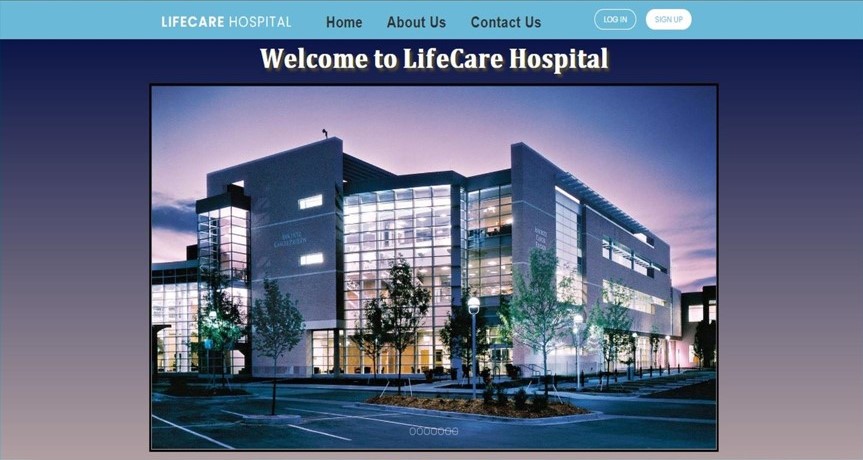 LIFECARE HOSPITAL Home About Us Contact Us LOG IN SIGN UP
Welcome to LifeCare Hospital